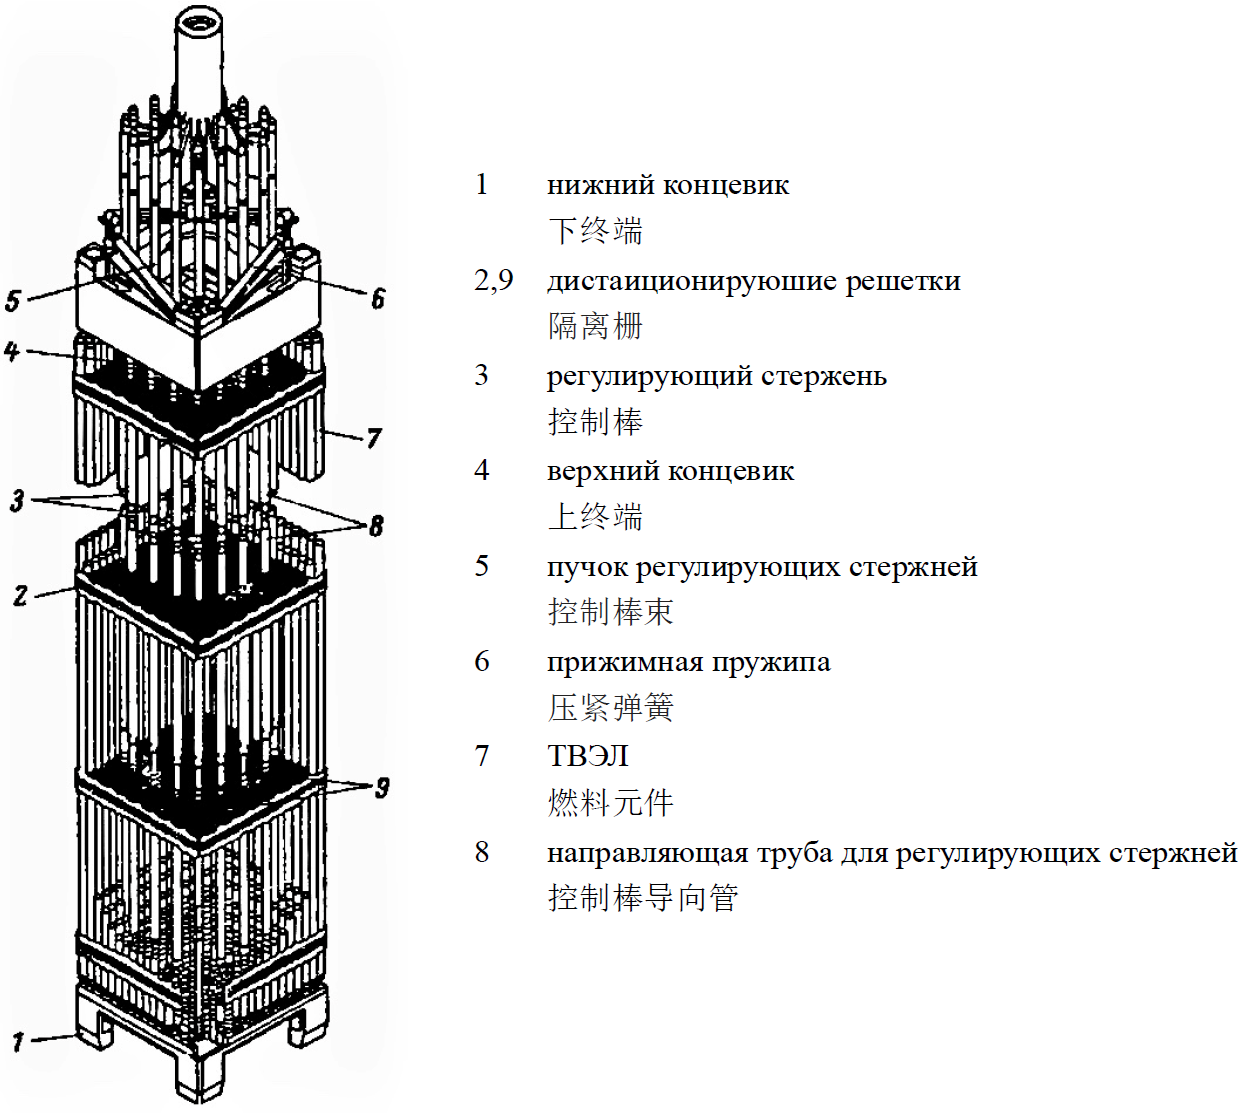 5
6
4
7
3
8
2
9
1
1 нижний концевик
下终端
2,9 дистаиционируюшие решетки
隔离栅
3 регулирующий стержень
控制棒
4 верхний концевик
上终端
5 пучок регулирующих стержней
控制棒束
6 прижимная пружипа
压紧弹簧
7 ТВЭЛ
燃料元件
8 направляющая труба для регулирующих стержней
控制棒导向管